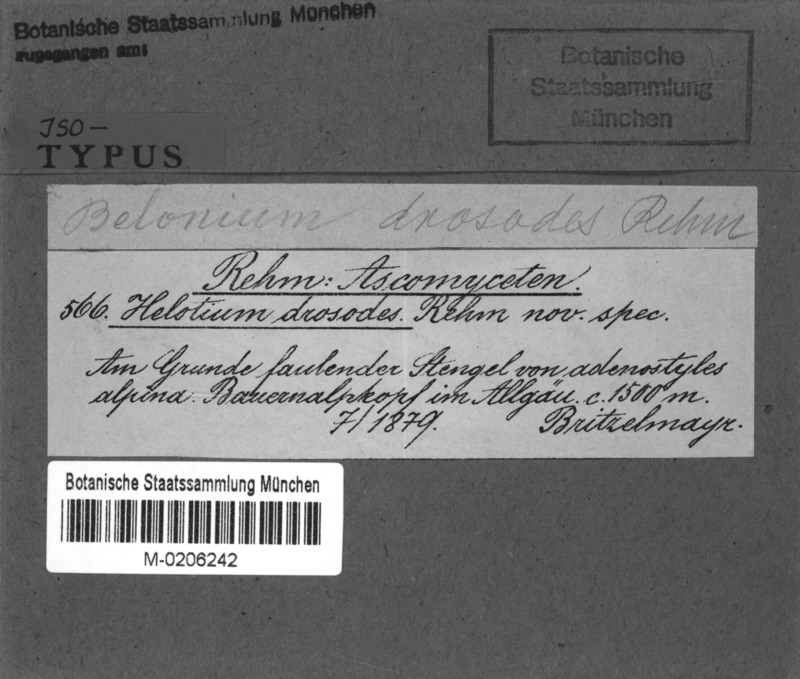 Botanische Staatssammlung München
zugegangen am:
Botanische
Staatssammlung
München
JSO-
TYPUS
Belonium drosodes Rehm
Rehm: Ascomyceten.
566. Helotium drosodes. Rehm nov. spec.
Am Grunde faulender Stengel von adenostyles
alpina. Bauernalpkopf im Allgäu. c. 1500 m.
7/1879. Britzelmayr.
Botanische Staatssammlung München
M-0206242